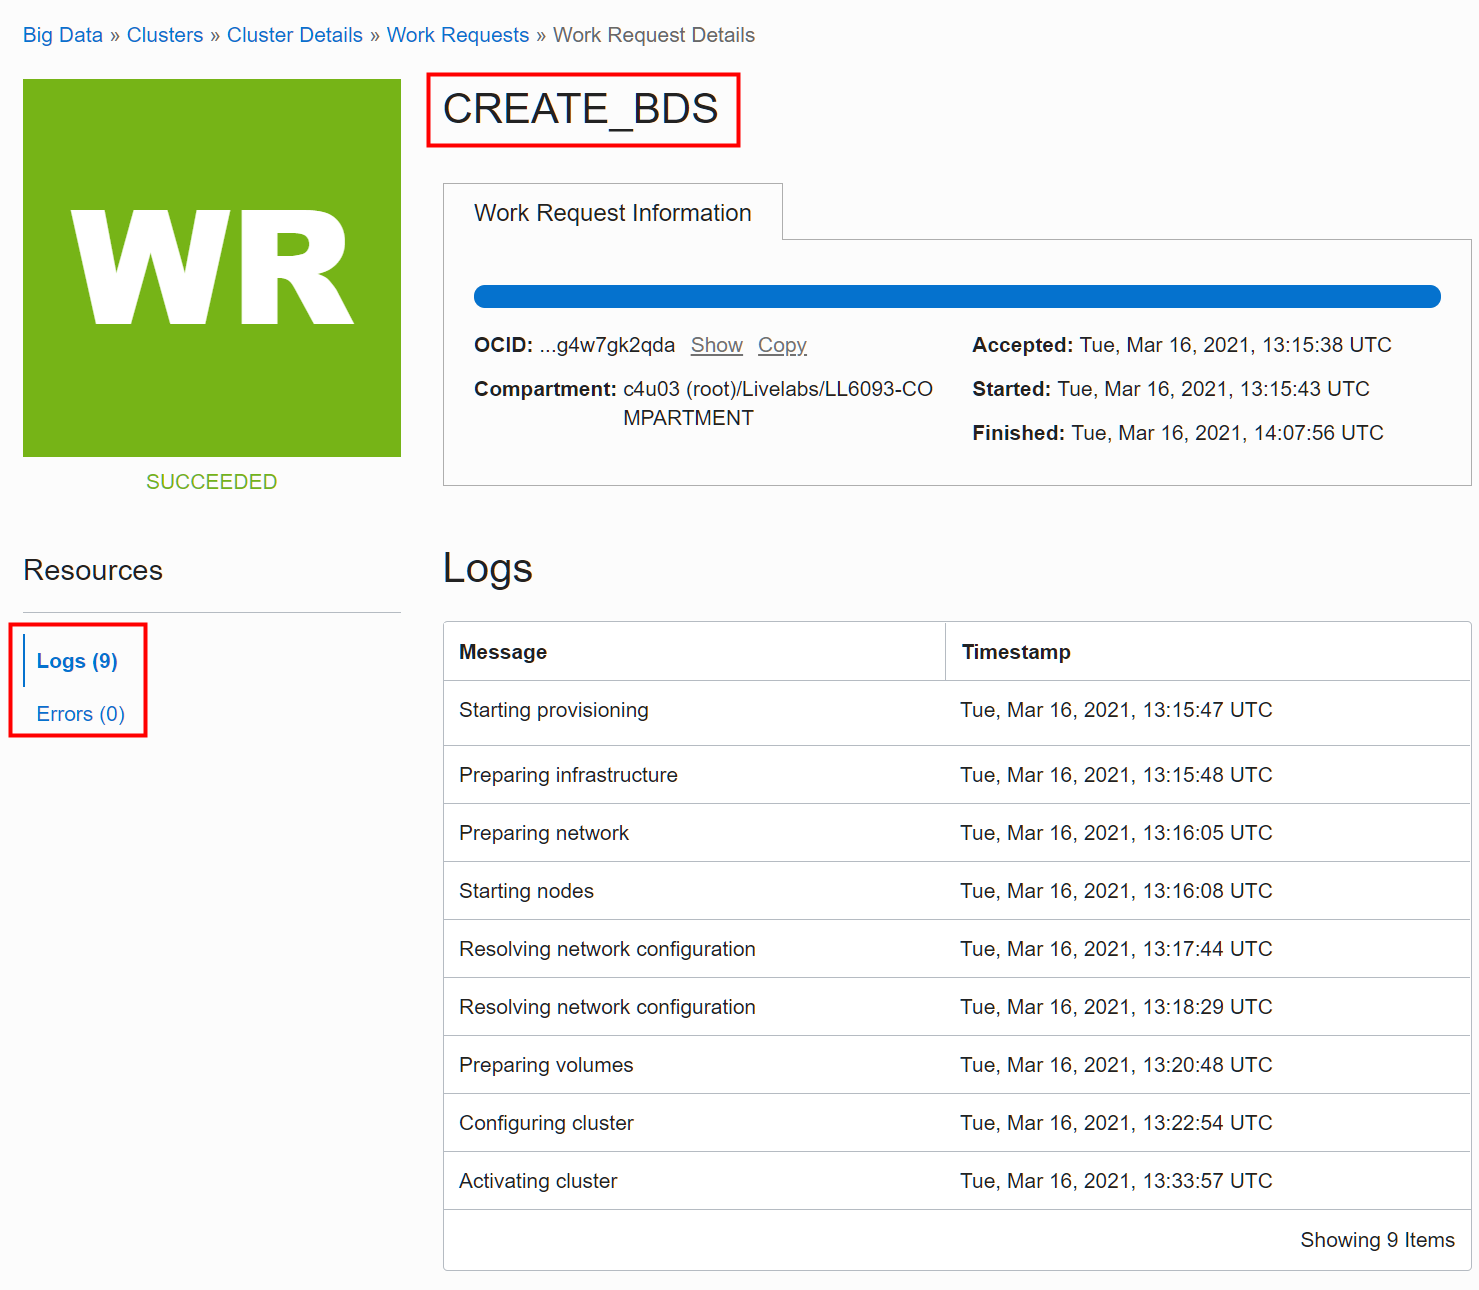 Big Data » Clusters » Cluster Details » Work Requests » Work Request Details
WR
SUCCEEDED
CREATE_BDS
Work Request Information
OCID: ...g4w7gk2qda Show Copy
Compartment: c4u03 (root)/Livelabs/LL6093-CO
MPARTMENT
Accepted: Tue, Mar 16, 2021, 13:15:38 UTC
Started: Tue, Mar 16, 2021, 13:15:43 UTC
Finished: Tue, Mar 16, 2021, 14:07:56 UTC
Resources
Logs (9)
Errors (0)
Logs
Message Timestamp
Starting provisioning Tue, Mar 16, 2021, 13:15:47 UTC
Preparing infrastructure Tue, Mar 16, 2021, 13:15:48 UTC
Preparing network Tue, Mar 16, 2021, 13:16:05 UTC
Starting nodes Tue, Mar 16, 2021, 13:16:08 UTC
Resolving network configuration Tue, Mar 16, 2021, 13:17:44 UTC
Resolving network configuration Tue, Mar 16, 2021, 13:18:29 UTC
Preparing volumes Tue, Mar 16, 2021, 13:20:48 UTC
Configuring cluster Tue, Mar 16, 2021, 13:22:54 UTC
Activating cluster Tue, Mar 16, 2021, 13:33:57 UTC
Showing 9 Items